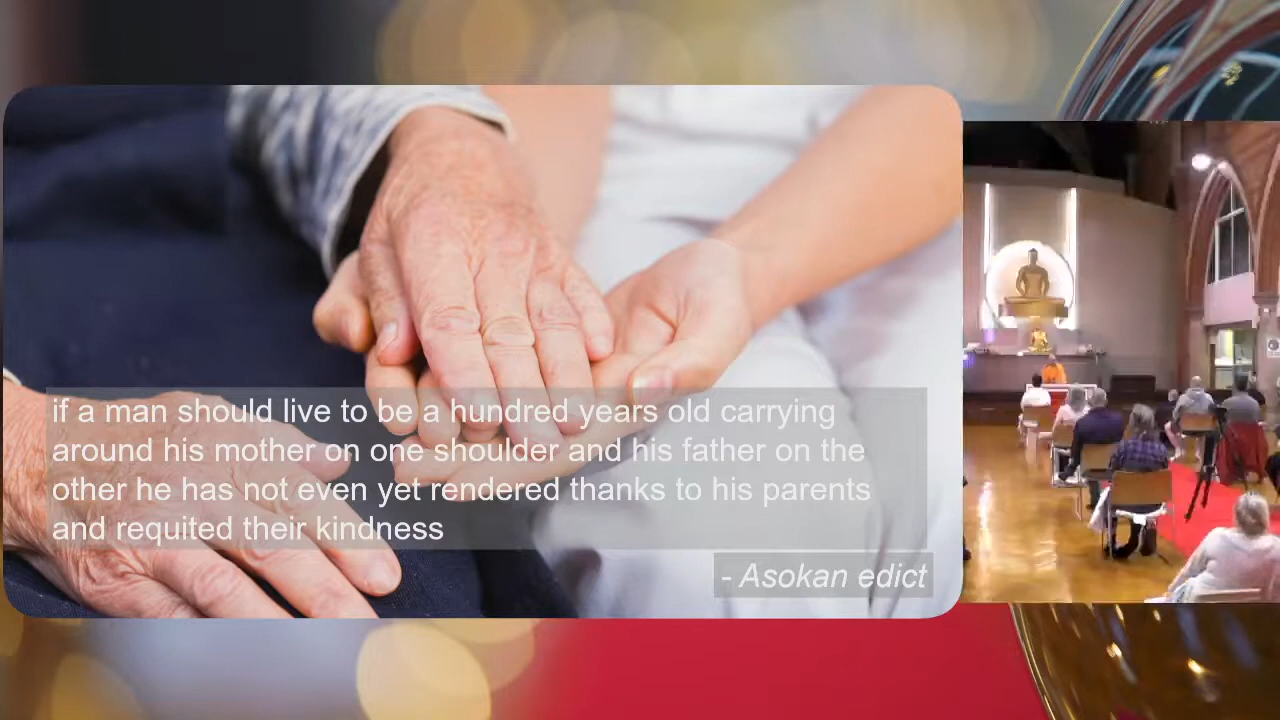 if a man should live to be a hundred years old carrying
around his mother on one shoulder and his father on the
other he has not even yet rendered thanks to his parents
and requited their kindness
- Asokan edict